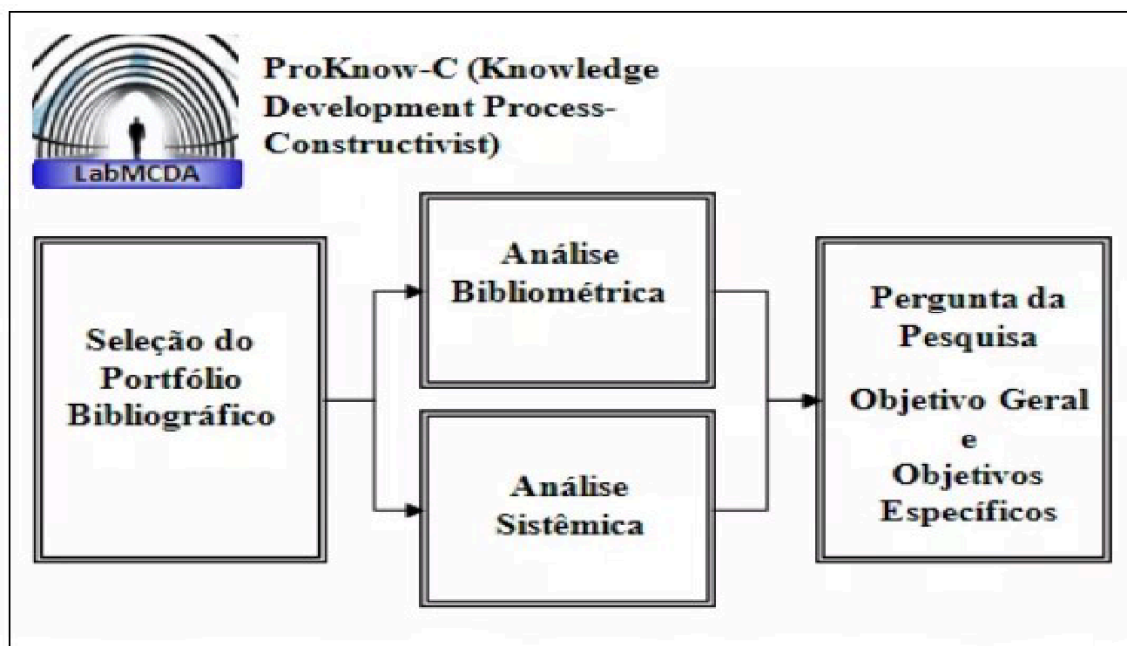 ProKnow-C (Knowledge
Development Process-
Constructivist)
LabMCDA
Seleção do
Portfólio
Bibliográfico
Análise
Bibliométrica
Análise
Sistêmica
Pergunta da
Pesquisa
Objetivo Geral
e
Objetivos
Específicos